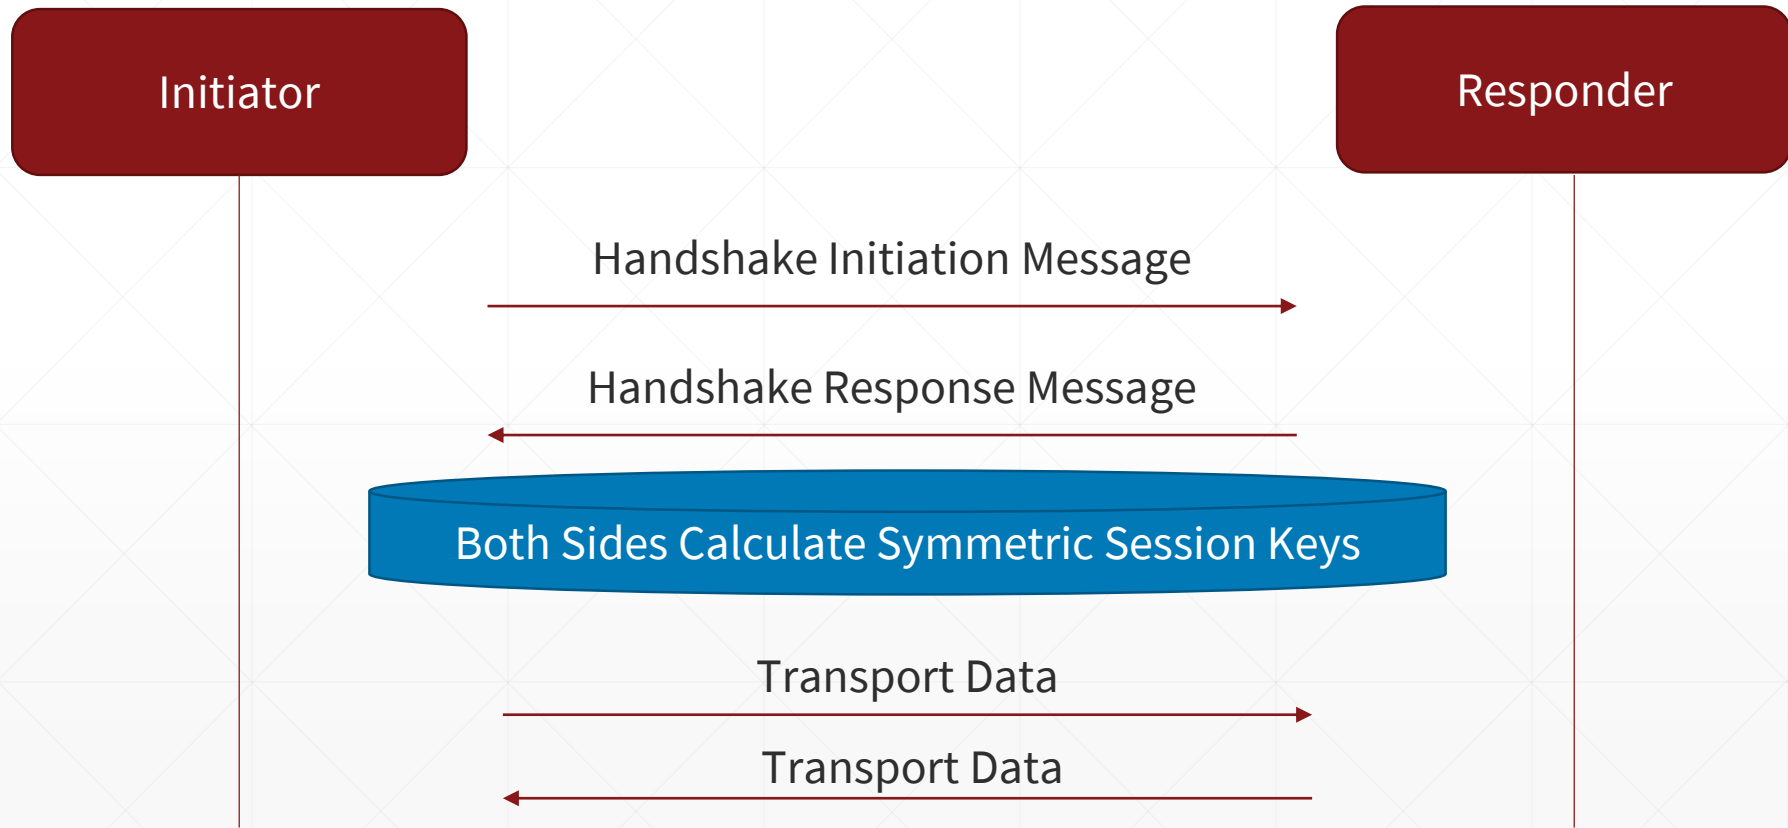 Initiator
Responder
Handshake Initiation Message
Handshake Response Message
Both Sides Calculate Symmetric Session Keys
Transport Data
Transport Data